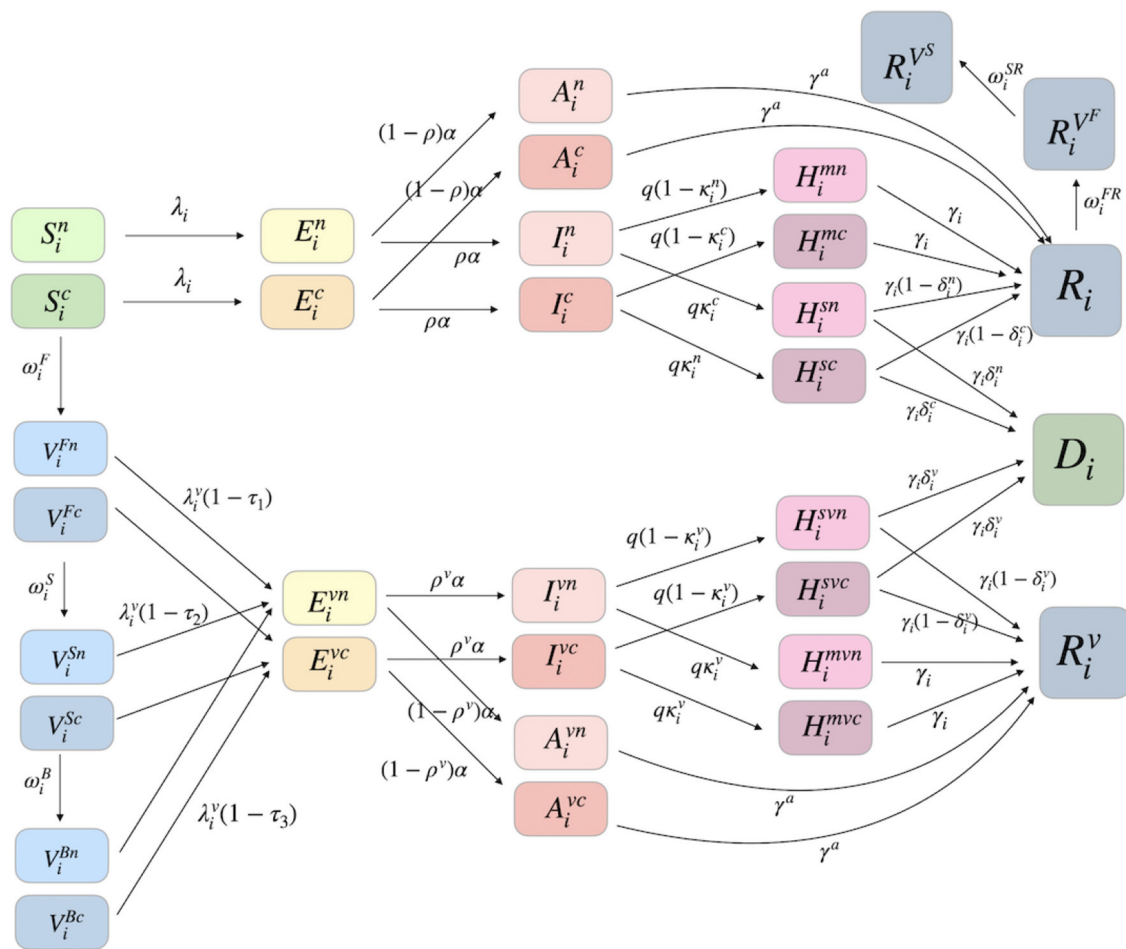 S_i^n
S_i^c
λ_i
λ_i
E_i^n
E_i^c
(1 − ρ)α
(1 − ρ)α
ρα
ρα
A_i^n
A_i^c
I_i^n
I_i^c
q(1 − κ_i^n)
q(1 − κ_i^c)
qκ_i^c
qκ_i^n
H_i^{mn}
H_i^{mc}
H_i^{sn}
H_i^{sc}
γ^a
γ^a
γ_i
γ_i
γ_i(1 − δ_i^n)
γ_i(1 − δ_i^c)
γ_iδ_i^n
γ_iδ_i^c
R_i^{V^S}
ω_i^{SR}
R_i^{V^F}
ω_i^{FR}
R_i
D_i
ω_i^F
V_i^{Fn}
V_i^{Fc}
ω_i^S
V_i^{Sn}
V_i^{Sc}
ω_i^B
V_i^{Bn}
V_i^{Bc}
λ_i^v(1 − τ_1)
λ_i^v(1 − τ_2)
λ_i^v(1 − τ_3)
E_i^{vn}
E_i^{vc}
ρ^vα
ρ^vα
(1 − ρ^v)α
(1 − ρ^v)α
I_i^{vn}
I_i^{vc}
A_i^{vn}
A_i^{vc}
q(1 − κ_i^v)
q(1 − κ_i^v)
qκ_i^v
qκ_i^v
H_i^{svn}
H_i^{svc}
H_i^{mvn}
H_i^{mvc}
γ_iδ_i^v
γ_iδ_i^v
γ_i(1 − δ_i^v)
γ_i(1 − δ_i^v)
γ_i
γ_i
γ^a
γ^a
R_i^v